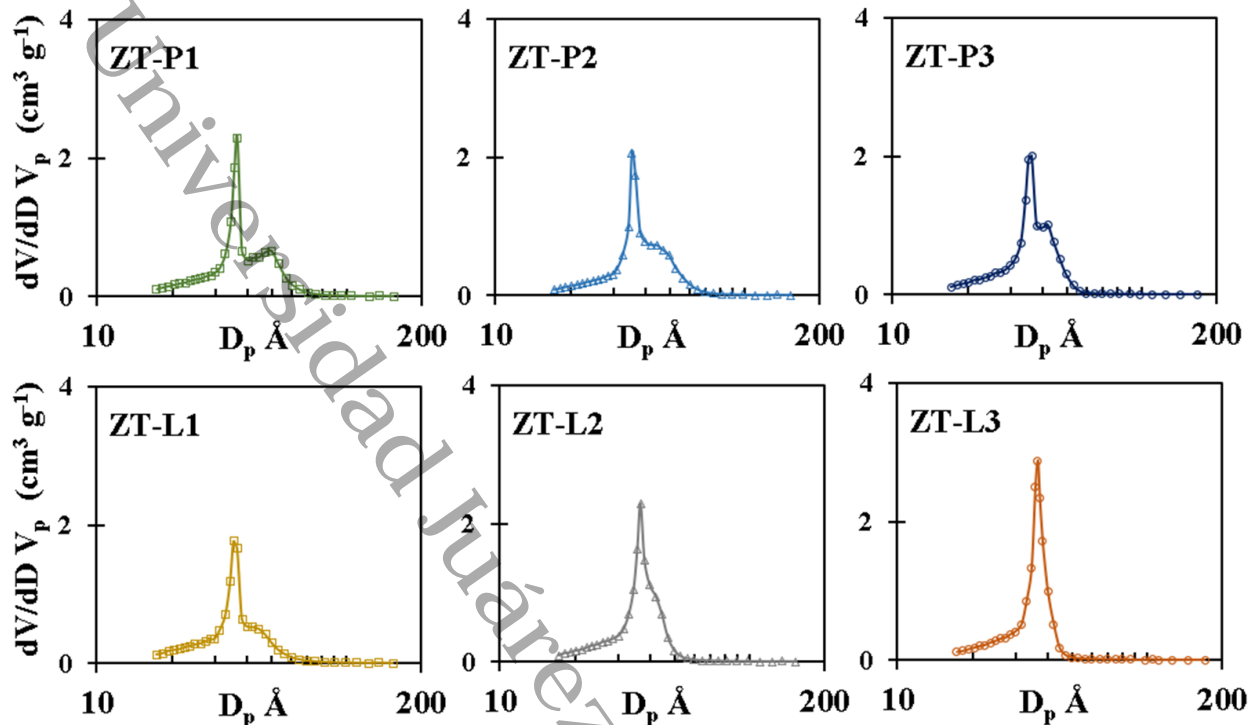 4
4
4
ZT-P1
ZT-P2
ZT-P3
dV/dD Vp (cm³ g⁻¹)
2
2
2
0
0
0
10
Dp Å
200
10
Dp Å
200
10
Dp Å
200
4
4
4
ZT-L1
ZT-L2
ZT-L3
dV/dD Vp (cm³ g⁻¹)
2
2
2
0
0
0
10
Dp Å
200
10
Dp Å
200
10
Dp Å
200
Universidad Juárez